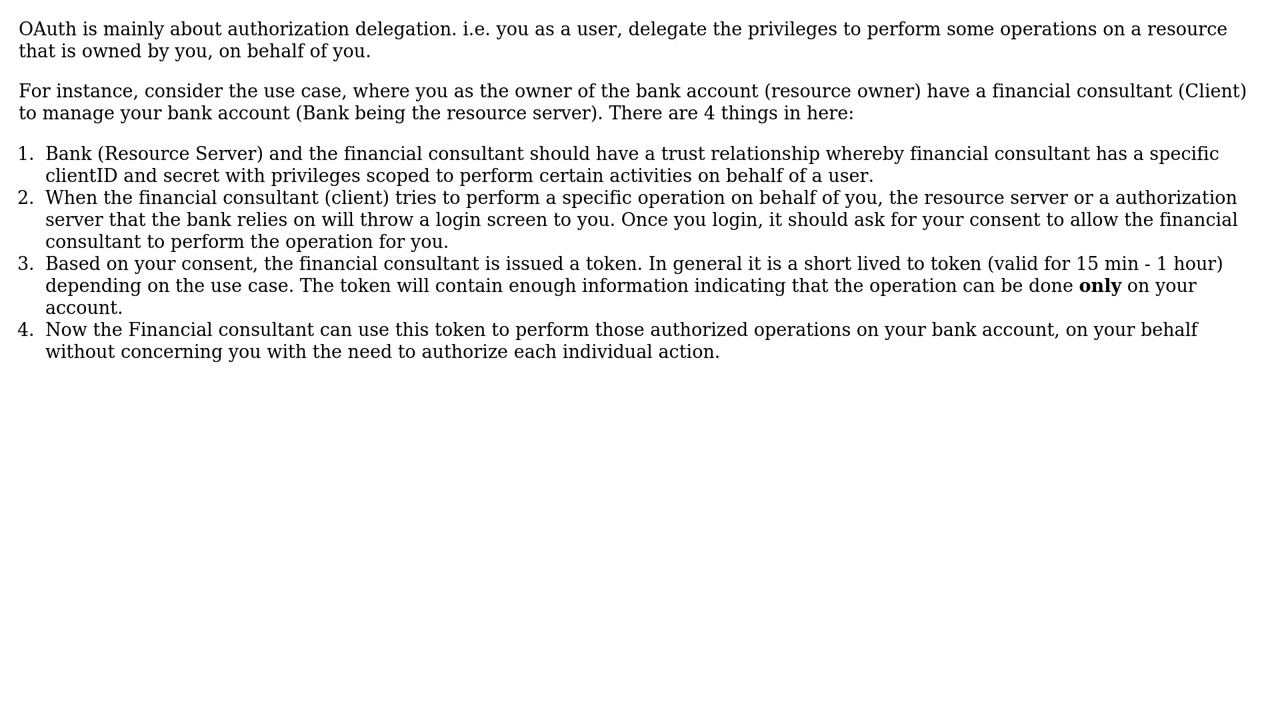 OAuth is mainly about authorization delegation. i.e. you as a user, delegate the privileges to perform some operations on a resource
that is owned by you, on behalf of you.
For instance, consider the use case, where you as the owner of the bank account (resource owner) have a financial consultant (Client)
to manage your bank account (Bank being the resource server). There are 4 things in here:
1. Bank (Resource Server) and the financial consultant should have a trust relationship whereby financial consultant has a specific
clientID and secret with privileges scoped to perform certain activities on behalf of a user.
2. When the financial consultant (client) tries to perform a specific operation on behalf of you, the resource server or a authorization
server that the bank relies on will throw a login screen to you. Once you login, it should ask for your consent to allow the financial
consultant to perform the operation for you.
3. Based on your consent, the financial consultant is issued a token. In general it is a short lived to token (valid for 15 min - 1 hour)
depending on the use case. The token will contain enough information indicating that the operation can be done only on your
account.
4. Now the Financial consultant can use this token to perform those authorized operations on your bank account, on your behalf
without concerning you with the need to authorize each individual action.